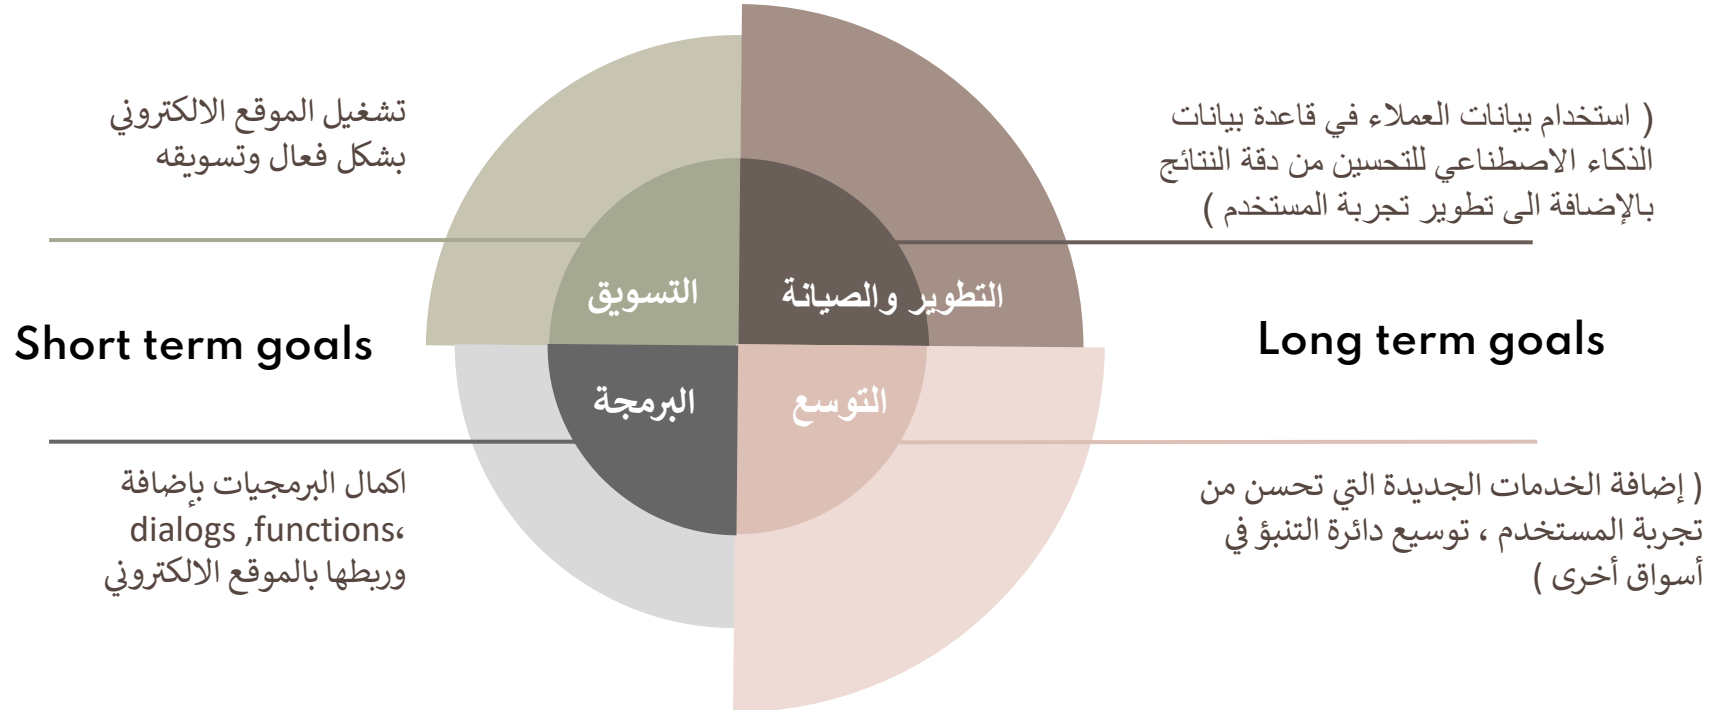 تشغيل الموقع الالكتروني
بشكل فعال وتسويقه
( استخدام بيانات العملاء في قاعدة بيانات
الذكاء الاصطناعي للتحسين من دقة النتائج
بالإضافة الى تطوير تجربة المستخدم )
التسويق
التطوير والصيانة
Short term goals
Long term goals
البرمجة
التوسع
اكمال البرمجيات بإضافة
dialogs ,functions،
وربطها بالموقع الالكتروني
( إضافة الخدمات الجديدة التي تحسن من
تجربة المستخدم ، توسيع دائرة التنبؤ في
أسواق أخرى )